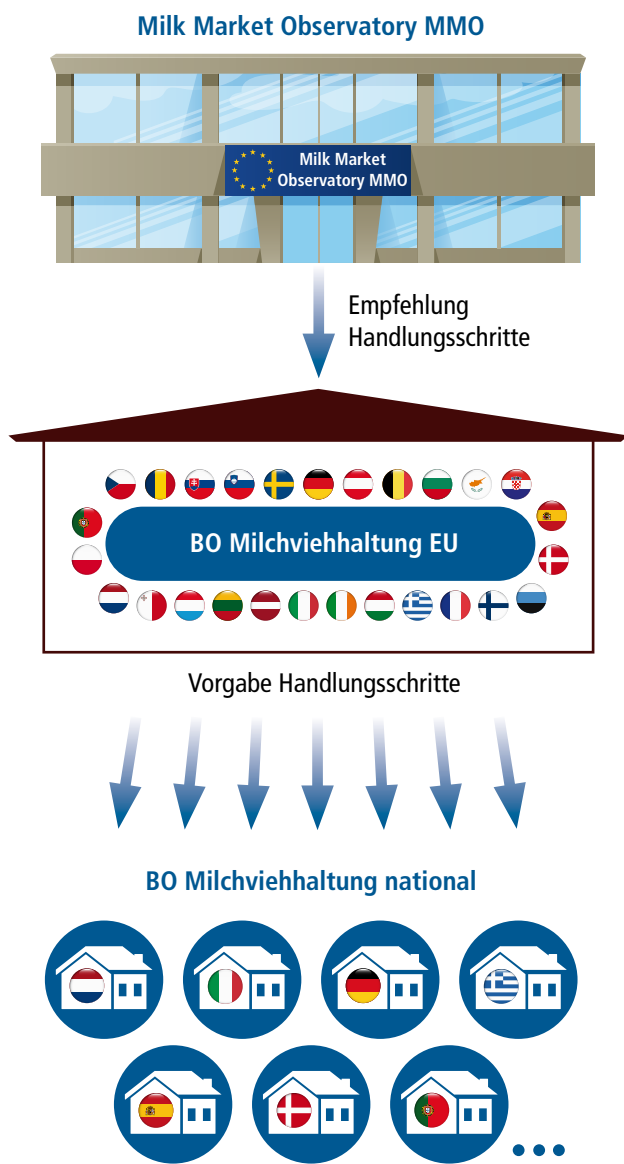 Milk Market Observatory MMO
Milk Market
Observatory MMO
Empfehlung
Handlungsschritte
BO Milchviehhaltung EU
Vorgabe Handlungsschritte
BO Milchviehhaltung national